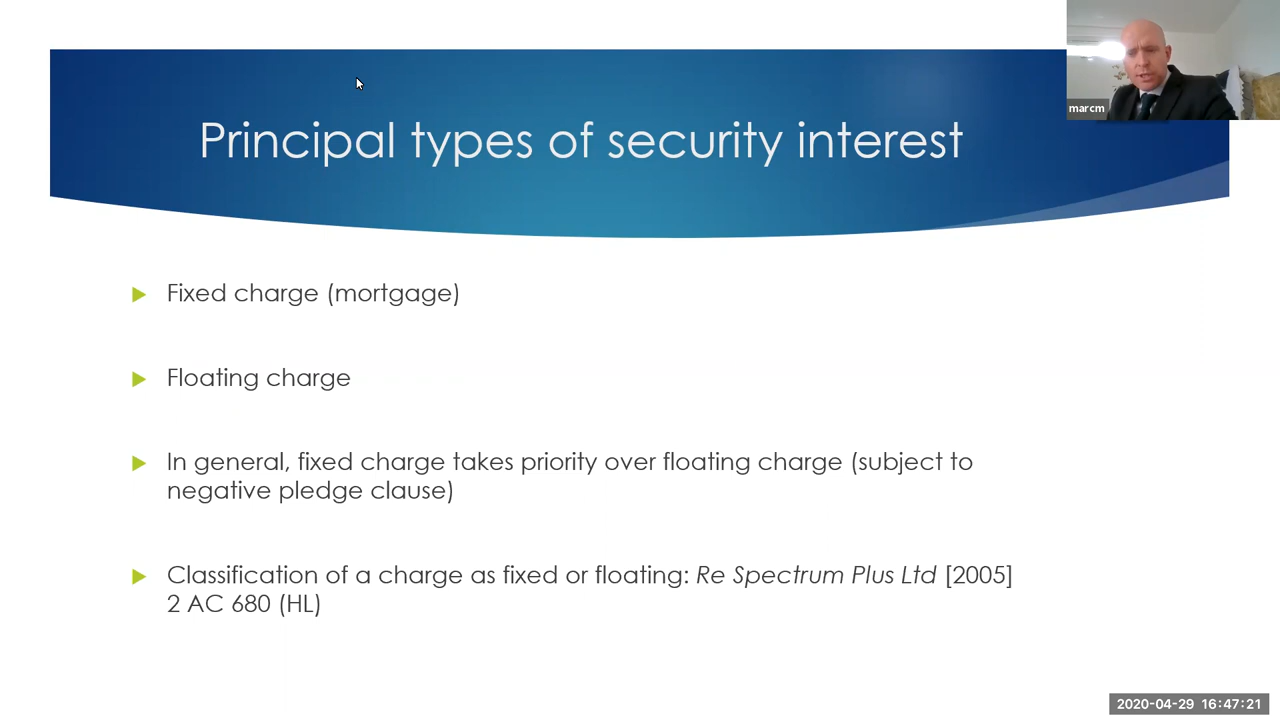 marcm
Principal types of security interest
Fixed charge (mortgage)
Floating charge
In general, fixed charge takes priority over floating charge (subject to
negative pledge clause)
Classification of a charge as fixed or floating: Re Spectrum Plus Ltd [2005]
2 AC 680 (HL)
2020-04-29 16:47:21